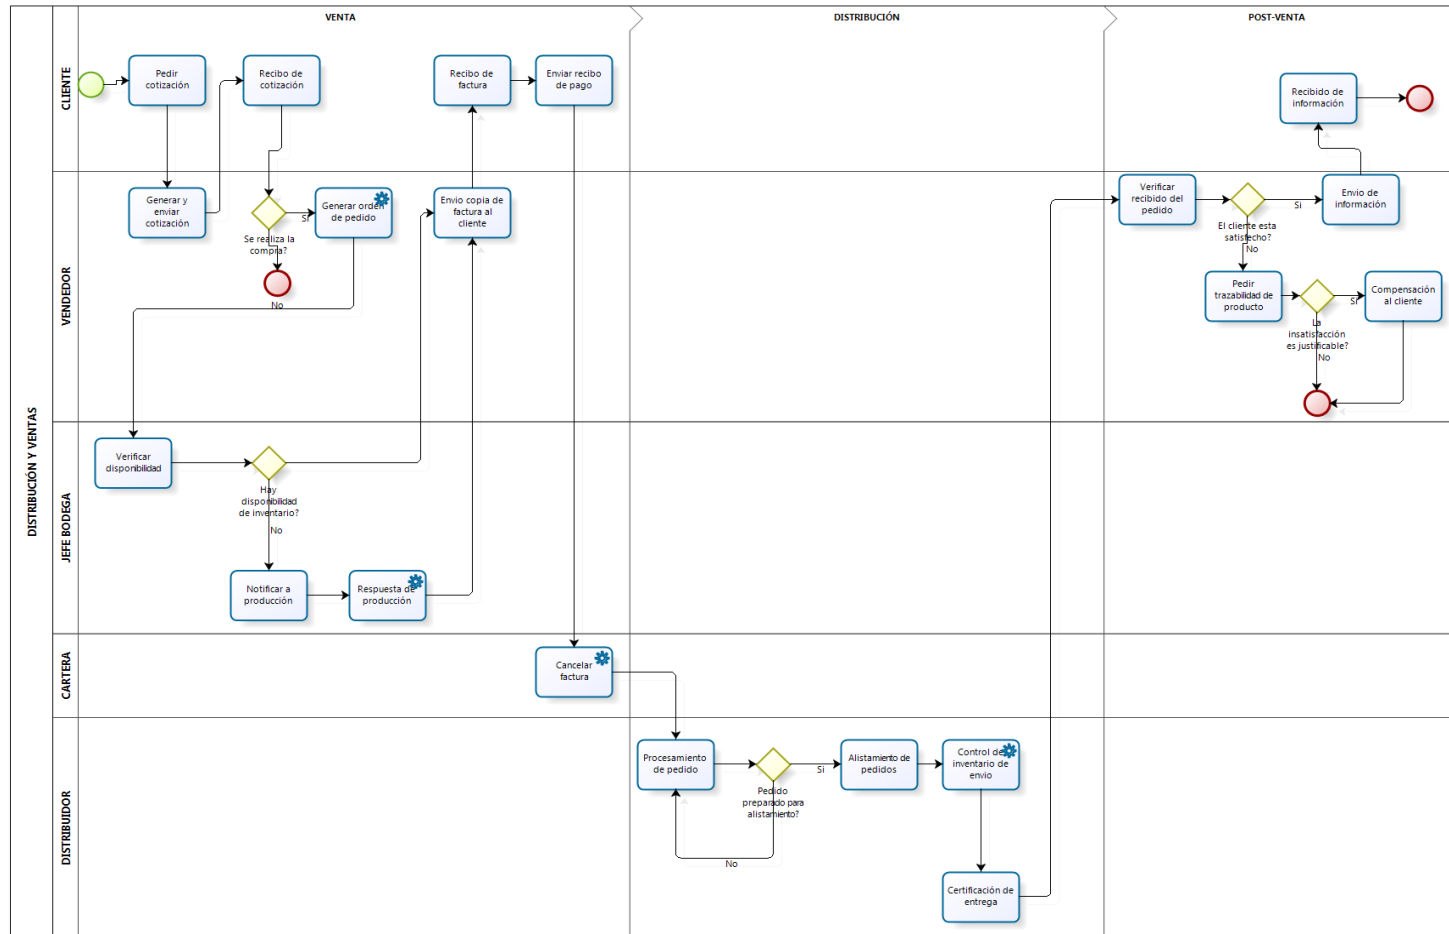 VENTA
DISTRIBUCIÓN
POST-VENTA
DISTRIBUCIÓN Y VENTAS
CLIENTE
Pedir
cotización
Recibo de
cotización
Recibo de
factura
Enviar recibo
de pago
Recibido de
información
VENDEDOR
Generar y
enviar
cotización
Se realiza la
compra?
Si
No
Generar orden
de pedido
Envio copia de
factura al
cliente
Verificar
recibido del
pedido
El cliente esta
satisfecho?
Si
No
Envio de
información
Pedir
trazabilidad de
producto
La
insatisfacción
es justificable?
Si
No
Compensación
al cliente
JEFE BODEGA
Verificar
disponibilidad
Hay
disponibilidad
de inventario?
No
Notificar a
producción
Respuesta de
producción
CARTERA
Cancelar
factura
DISTRIBUIDOR
Procesamiento
de pedido
Pedido
preparado para
alistamiento?
Si
No
Alistamiento de
pedidos
Control de
inventario de
envio
Certificación de
entrega